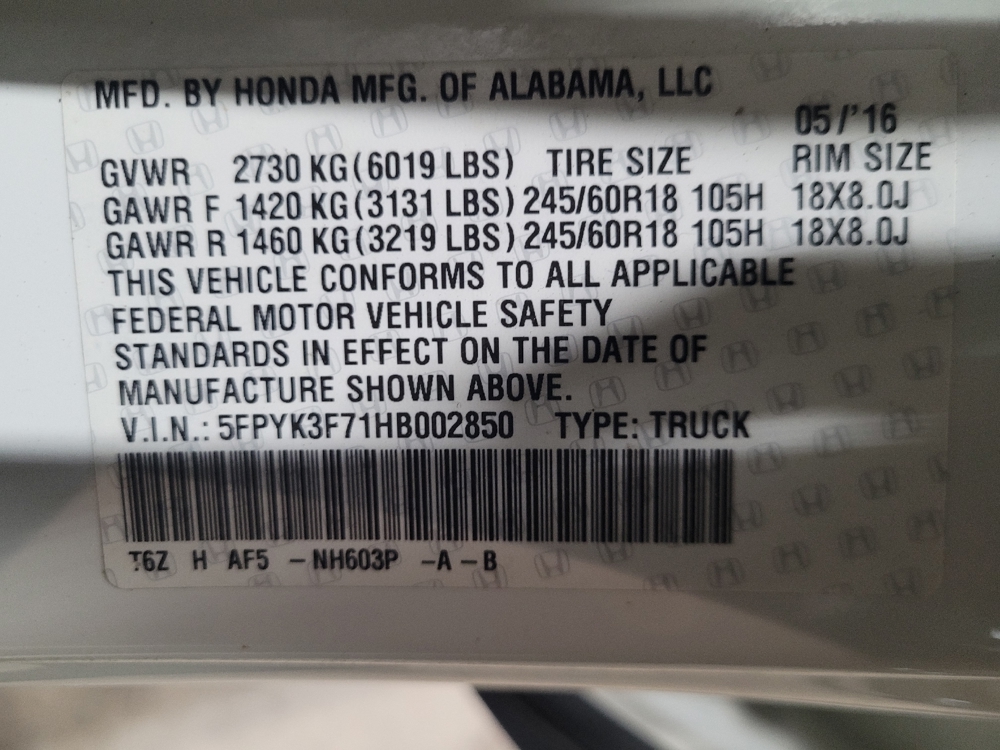 MFD. BY HONDA MFG. OF ALABAMA, LLC
05/'16
GVWR 2730 KG(6019 LBS) TIRE SIZE RIM SIZE
GAWR F 1420 KG(3131 LBS) 245/60R18 105H 18X8.0J
GAWR R 1460 KG(3219 LBS) 245/60R18 105H 18X8.0J
THIS VEHICLE CONFORMS TO ALL APPLICABLE
FEDERAL MOTOR VEHICLE SAFETY
STANDARDS IN EFFECT ON THE DATE OF
MANUFACTURE SHOWN ABOVE.
V.I.N.: 5FPYK3F71HB002850 TYPE: TRUCK
T6Z H AF5 - NH603P -A - B